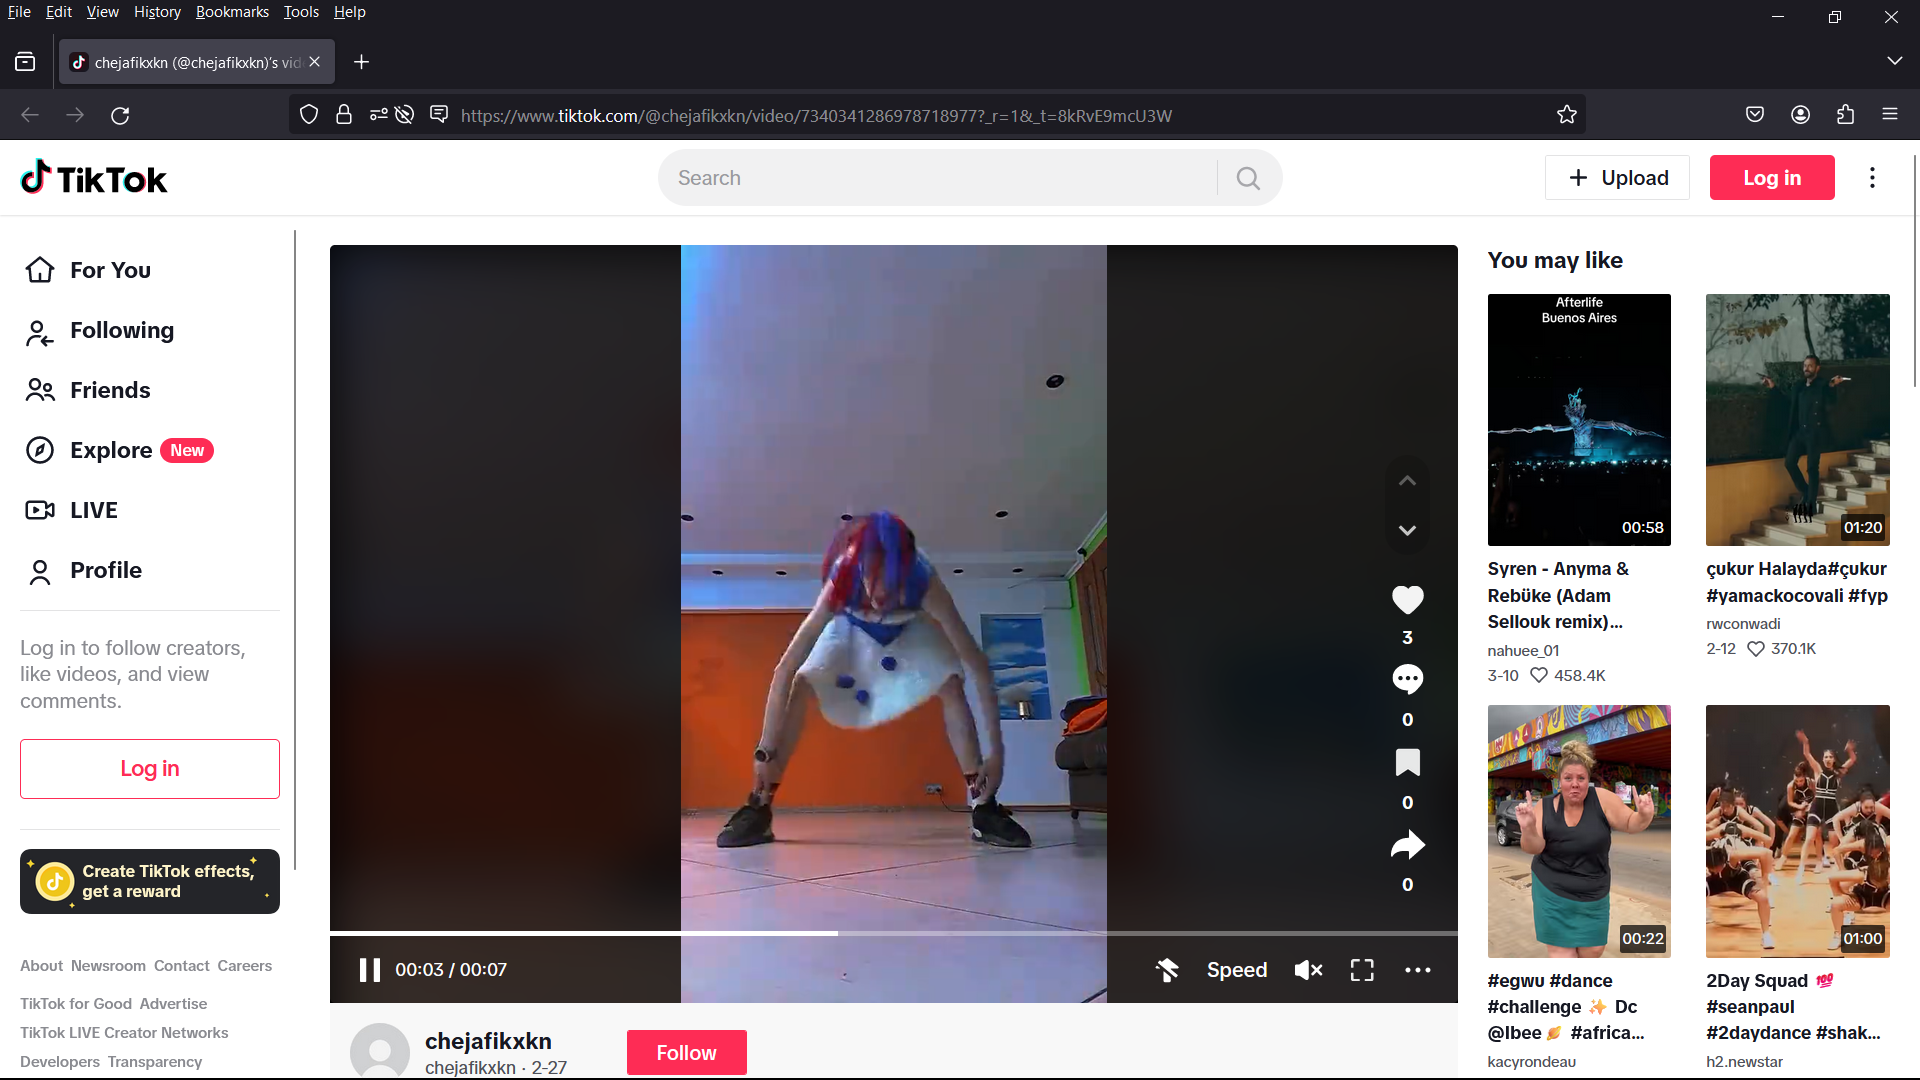 File Edit View History Bookmarks Tools Help
chejafikxkn (@chejafikxkn)'s vid
https://www.tiktok.com/@chejafikxkn/video/7340341286978718977?_r=1&_t=8kRvE9mcU3W
TikTok
Search
Upload
Log in
For You
Following
Friends
Explore New
LIVE
Profile
Log in to follow creators,
like videos, and view
comments.
Log in
Create TikTok effects,
get a reward
About Newsroom Contact Careers
TikTok for Good Advertise
TikTok LIVE Creator Networks
Developers Transparency
3
0
0
0
00:03 / 00:07
Speed
chejafikxkn
chejafikxkn · 2-27
Follow
You may like
Afterlife
Buenos Aires
00:58
Syren - Anyma &
Rebüke (Adam
Sellouk remix)...
nahuee_01
3-10 458.4K
01:20
çukur Halayda#çukur
#yamackocovali #fyp
rwconwadi
2-12 370.1K
00:22
#egwu #dance
#challenge ✨ Dc
@Ibee🪐 #africa...
kacyrondeau
01:00
2Day Squad 💯
#seanpaul
#2daydance #shak...
h2.newstar